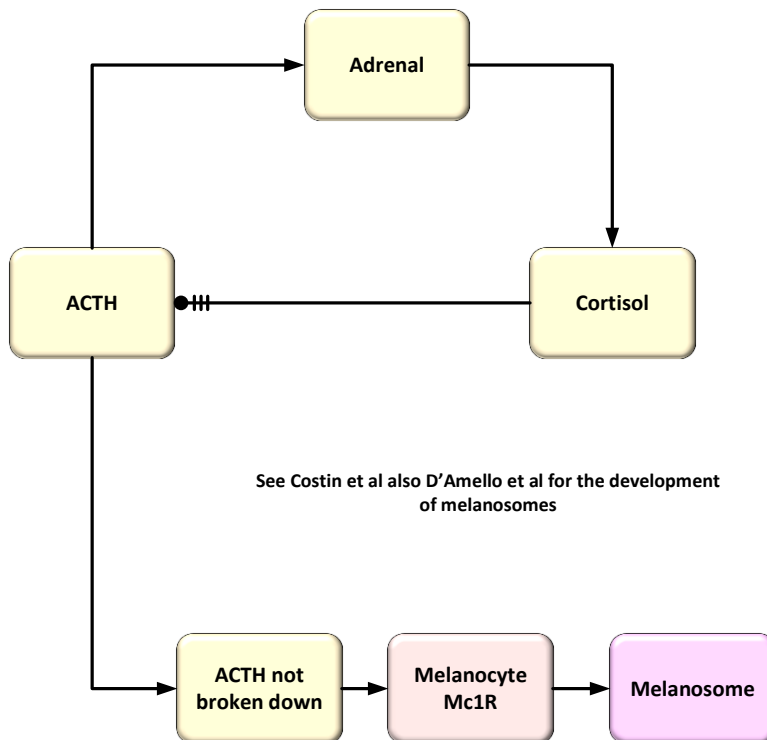 Adrenal
ACTH
Cortisol
See Costin et al also D’Amello et al for the development
of melanosomes
ACTH not
broken down
Melanocyte
Mc1R
Melanosome